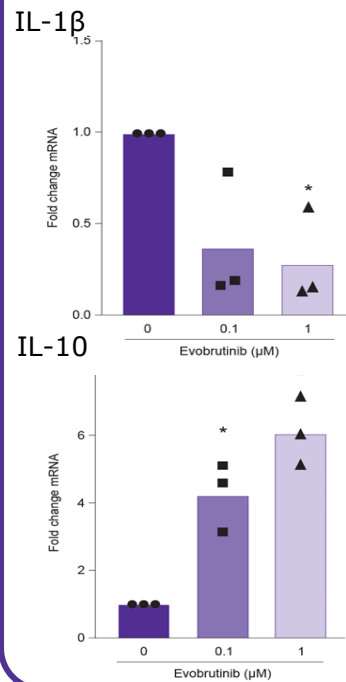 IL-1β
1.5
1.0
0.5
0.0
Fold change mRNA
*
0 0.1 1
Evobrutinib (µM)
IL-10
6
4
2
0
Fold change mRNA
*
0 0.1 1
Evobrutinib (µM)